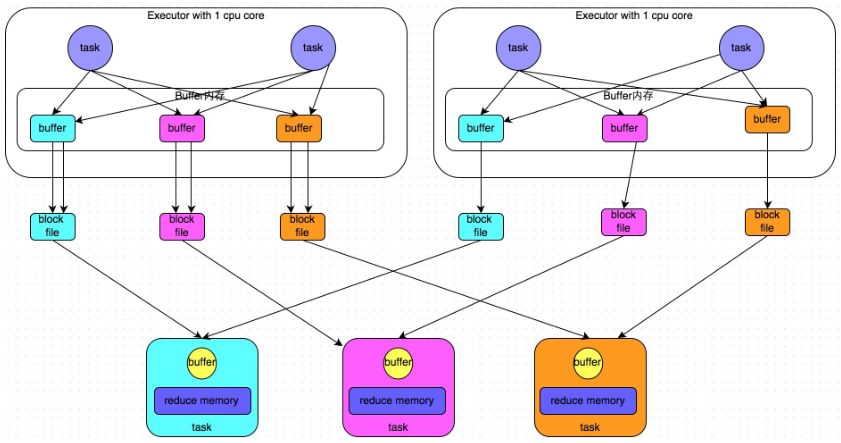 Executor with 1 cpu core
Executor with 1 cpu core
task
task
task
task
Buffer内存
Buffer内存
buffer
buffer
buffer
buffer
buffer
buffer
block
file
block
file
block
file
block
file
block
file
block
file
buffer
buffer
buffer
reduce memory
reduce memory
reduce memory
task
task
task